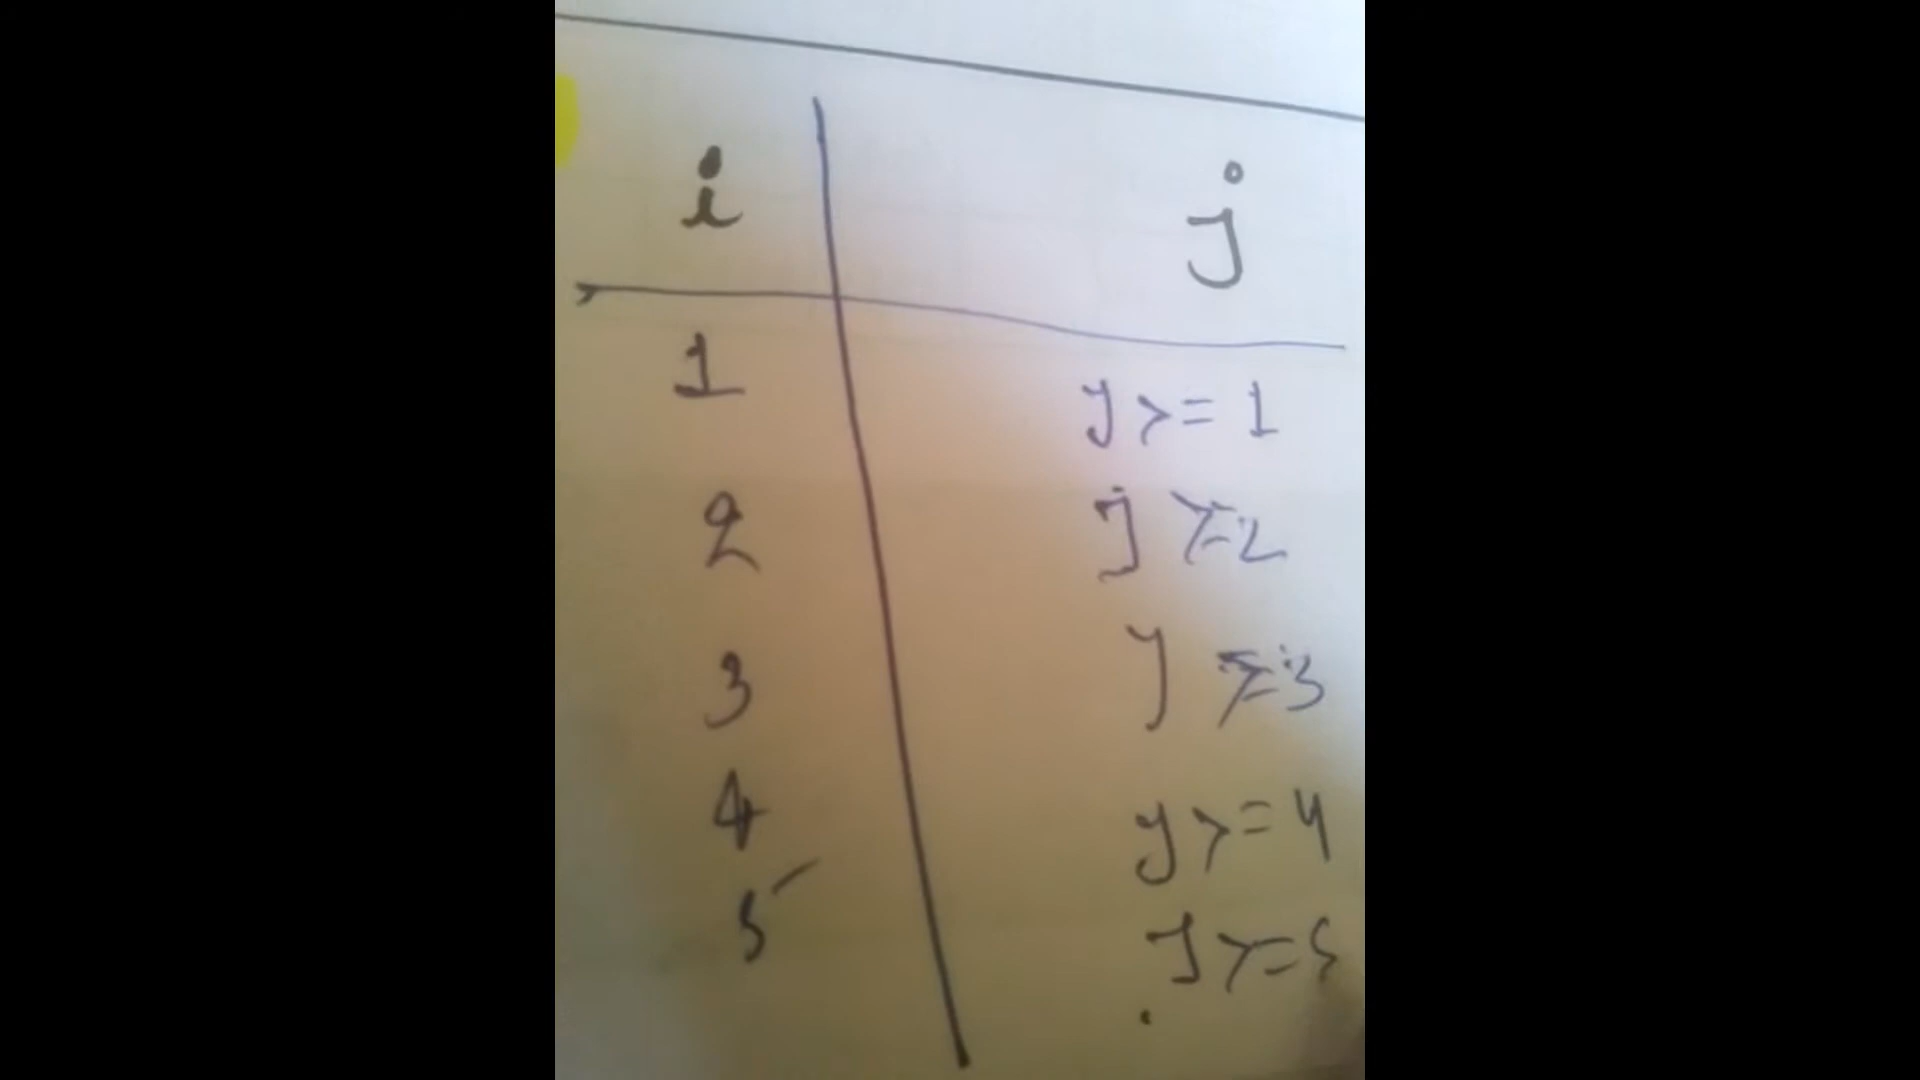 i j
1 j >= 1
2 j >= 2
3 j >= 3
4 j >= 4
5 j >= 5